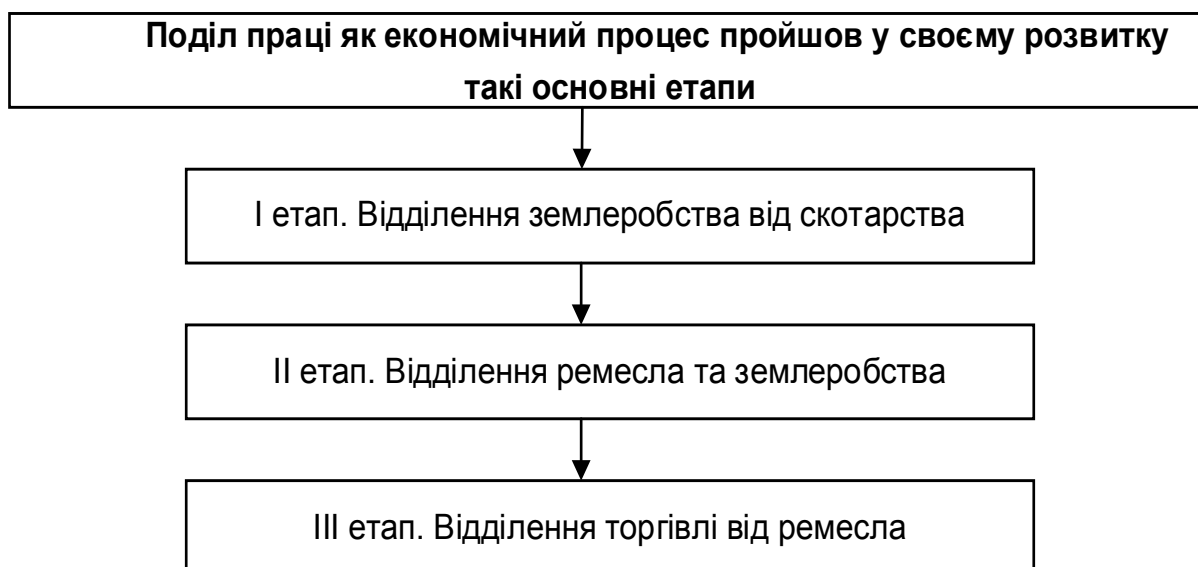 Поділ праці як економічний процес пройшов у своєму розвитку
такі основні етапи
І етап. Відділення землеробства від скотарства
ІІ етап. Відділення ремесла та землеробства
ІІІ етап. Відділення торгівлі від ремесла